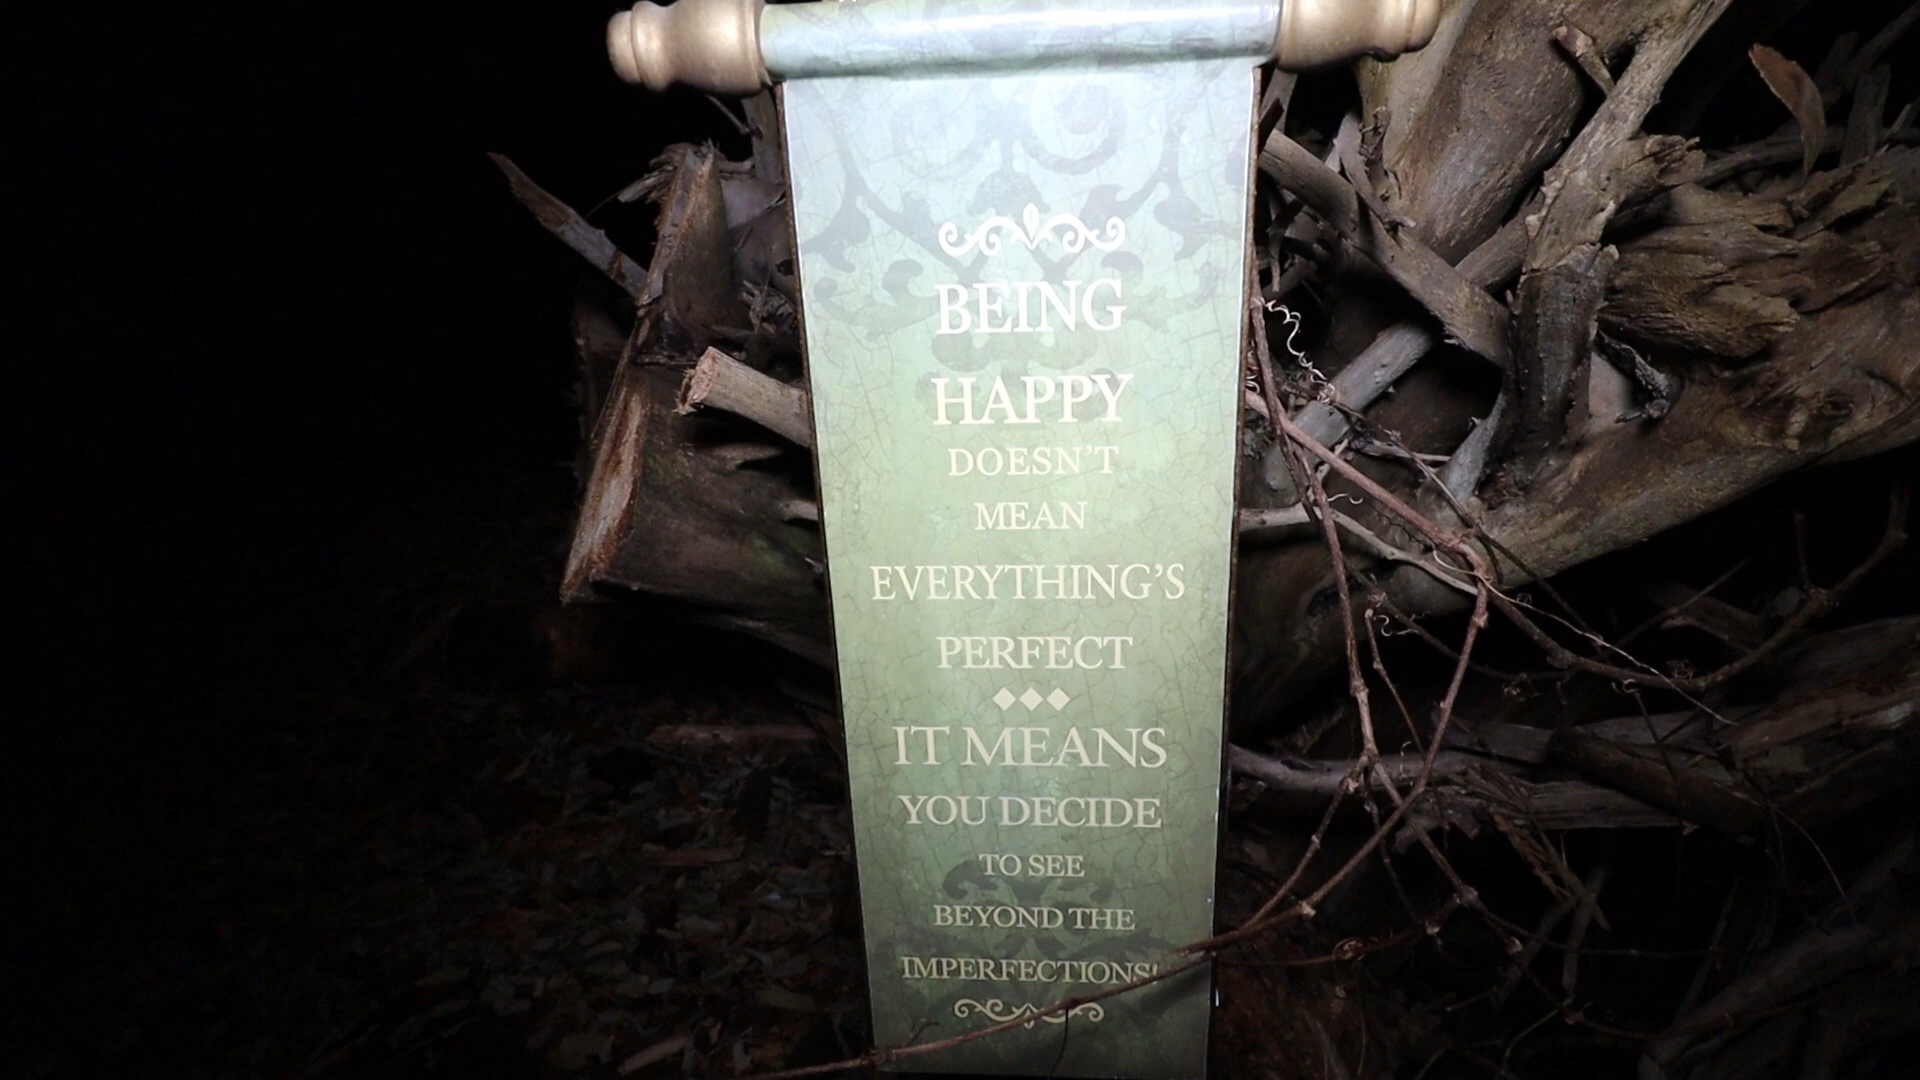 BEING
HAPPY
DOESN'T
MEAN
EVERYTHING'S
PERFECT
IT MEANS
YOU DECIDE
TO SEE
BEYOND THE
IMPERFECTIONS!